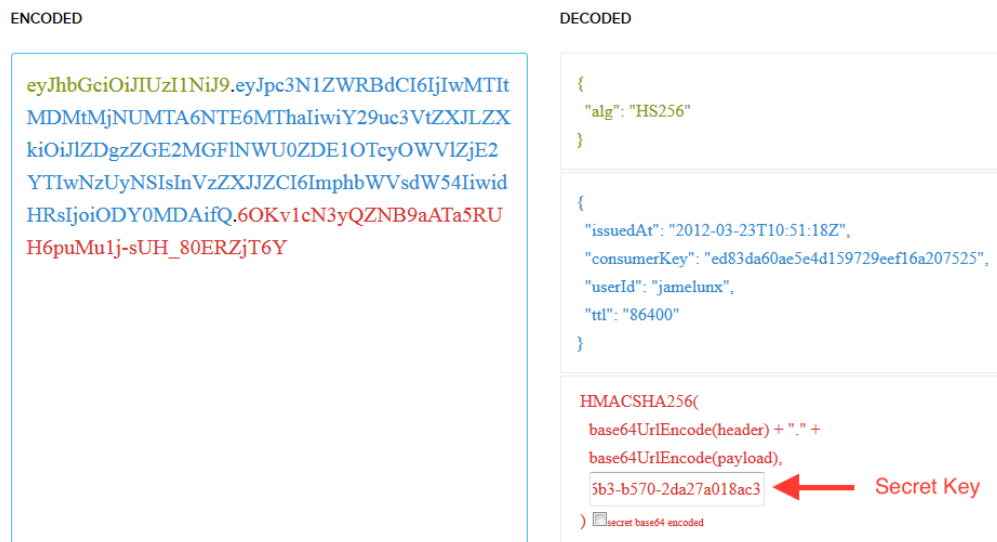 ENCODED
eyJhbGciOiJIUzI1NiJ9.eyJpc3N1ZWRBdCI6IjIwMTIt
MDMtMjNUMTA6NTE6MThaIiwiY29uc3VtZXJLZX
kiOiJlZDgzZGE2MGFlNWU0ZDE1OTcyOWVlZjE2
YTIwNzUyNSIsInVzZXJJZCI6ImphbWVsdW54Iiwid
HRsIjoiODY0MDAifQ.6OKv1cN3yQZNB9aATa5RU
H6puMu1j-sUH_80ERZjT6Y
DECODED
{
"alg": "HS256"
}
{
"issuedAt": "2012-03-23T10:51:18Z",
"consumerKey": "ed83da60ae5e4d159729eef16a207525",
"userId": "jamelunx",
"ttl": "86400"
}
HMACSHA256(
base64UrlEncode(header) + "." +
base64UrlEncode(payload),
5b3-b570-2da27a018ac3 Secret Key
) secret base64 encoded